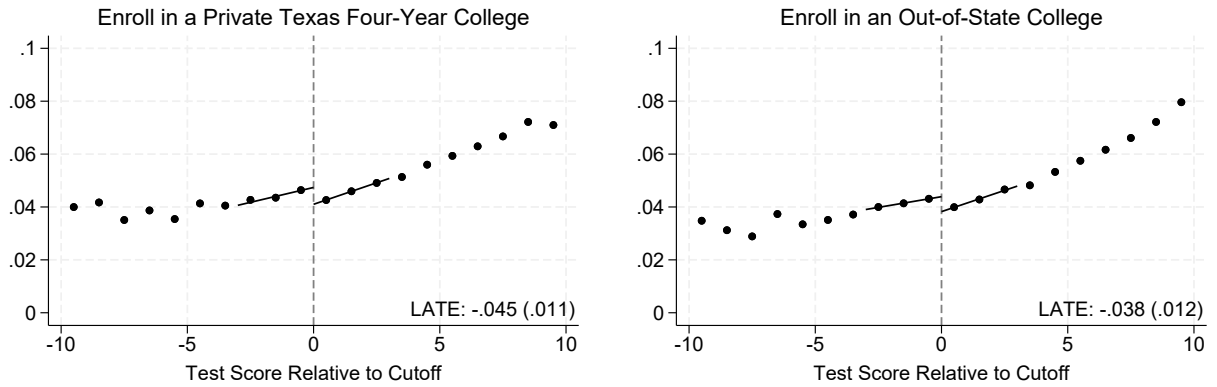 Enroll in a Private Texas Four-Year College
.1
.08
.06
.04
.02
0
LATE: -.045 (.011)
-10 -5 0 5 10
Test Score Relative to Cutoff
Enroll in an Out-of-State College
.1
.08
.06
.04
.02
0
LATE: -.038 (.012)
-10 -5 0 5 10
Test Score Relative to Cutoff